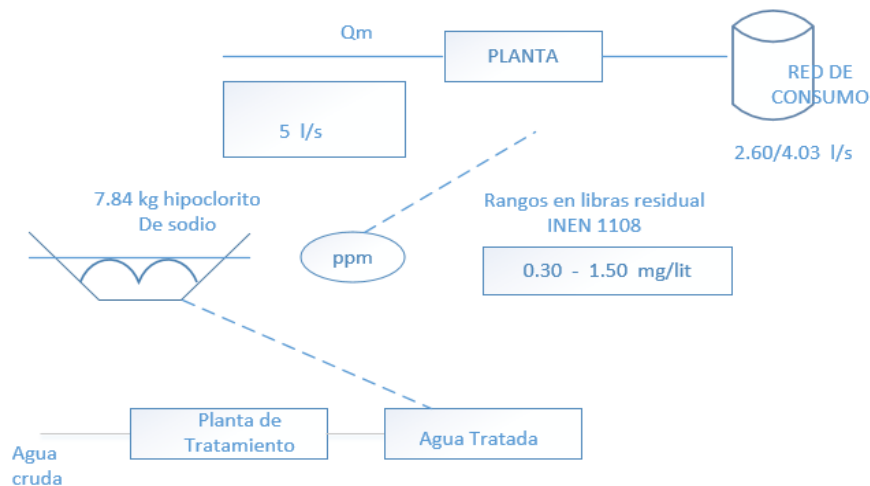 Qm
PLANTA
RED DE
CONSUMO
5 l/s
2.60/4.03 l/s
7.84 kg hipoclorito
De sodio
Rangos en libras residual
INEN 1108
ppm
0.30 - 1.50 mg/lit
Planta de
Tratamiento
Agua Tratada
Agua
cruda